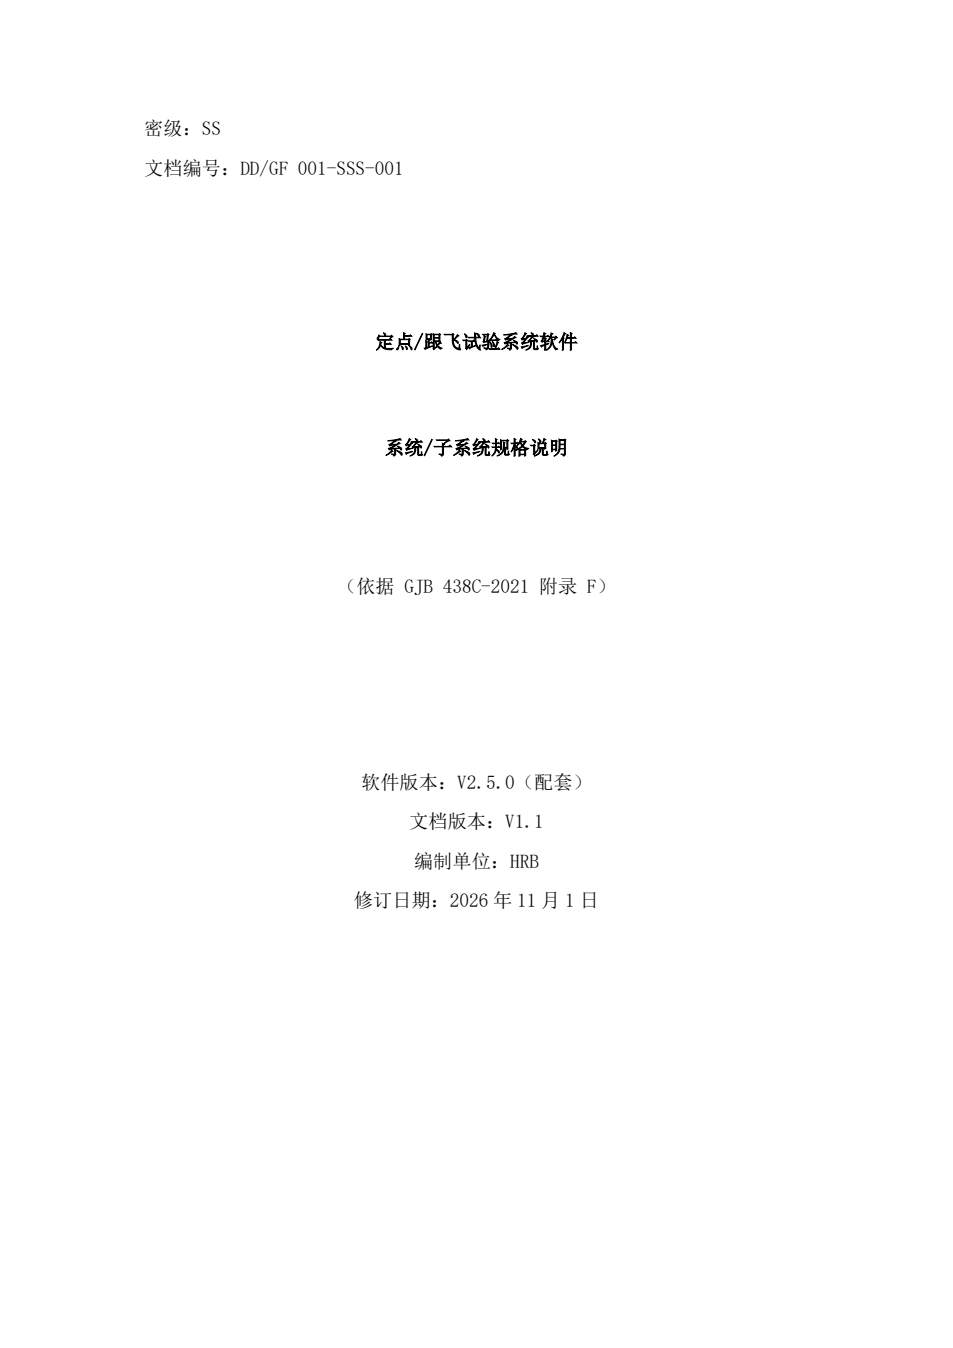 密级：SS
文档编号：DD/GF 001-SSS-001
定点/跟飞试验系统软件
系统/子系统规格说明
（依据 GJB 438C-2021 附录 F）
软件版本：V2.5.0（配套）
文档版本：V1.1
编制单位：HRB
修订日期：2026 年 11 月 1 日